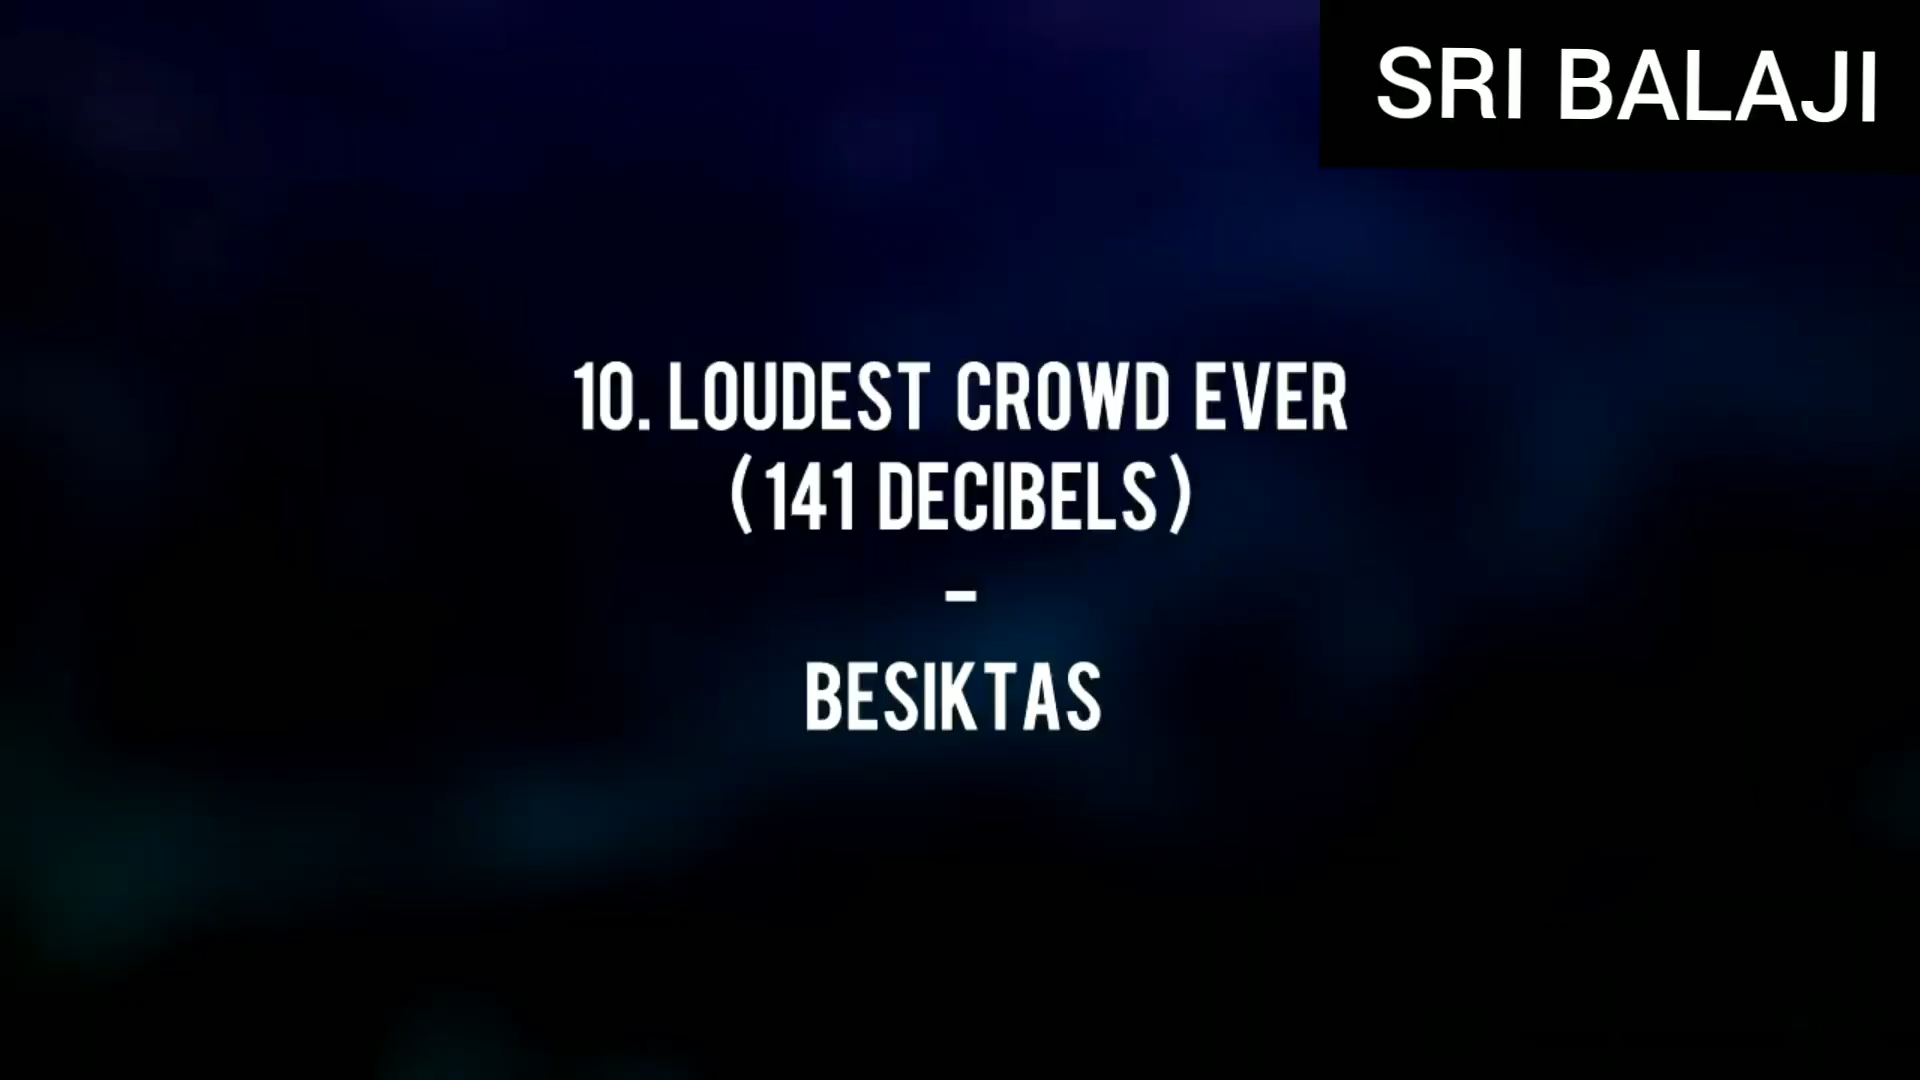 SRI BALAJI
10. LOUDEST CROWD EVER
(141 DECIBELS)
-
BESIKTAS